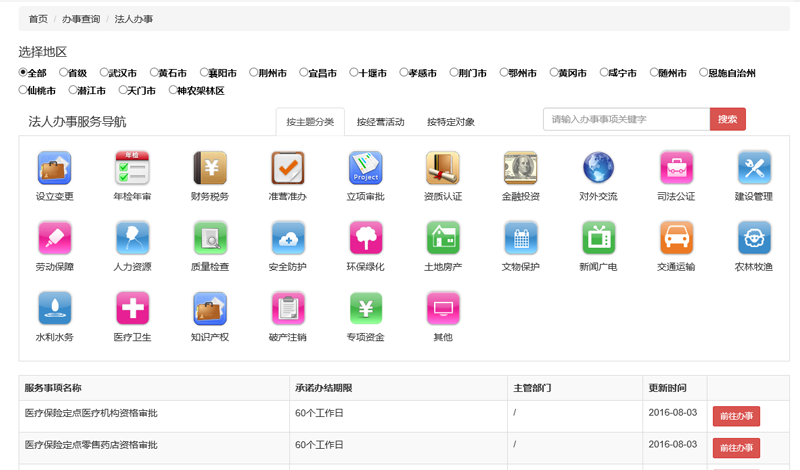 首页 / 办事查询 / 法人办事
选择地区
全部 省级 武汉市 黄石市 襄阳市 荆州市 宜昌市 十堰市 孝感市 荆门市 鄂州市 黄冈市 咸宁市 随州市 恩施自治州
仙桃市 潜江市 天门市 神农架林区
法人办事服务导航 按主题分类 按经营活动 按特定对象 请输入办事事项关键字 搜索
年检 Project
设立变更 年检年审 财务税务 准营准办 立项审批 资质认证 金融投资 对外交流 司法公证 建设管理
劳动保障 人力资源 质量检查 安全防护 环保绿化 土地房产 文物保护 新闻广电 交通运输 农林牧渔
水利水务 医疗卫生 知识产权 破产注销 专项资金 其他
服务事项名称 承诺办结期限 主管部门 更新时间
医疗保险定点医疗机构资格审批 60个工作日 / 2016-08-03 前往办事
医疗保险定点零售药店资格审批 60个工作日 / 2016-08-03 前往办事